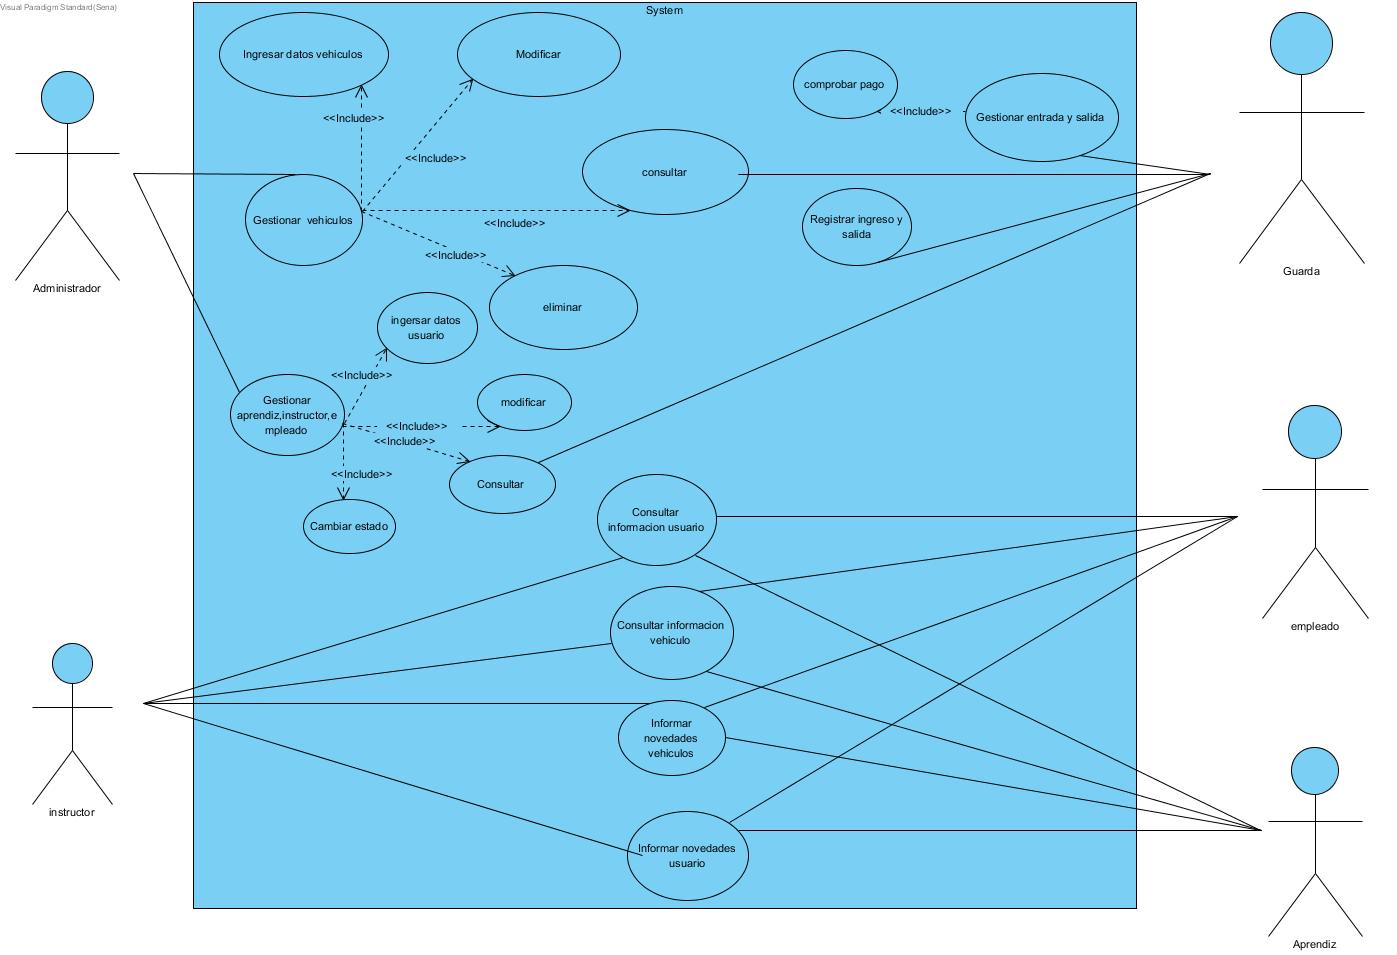 Visual Paradigm Standard(Sena)
System
Ingresar datos vehiculos
Modificar
comprobar pago
<<Include>>
Gestionar entrada y salida
<<Include>>
<<Include>>
consultar
Gestionar  vehiculos
<<Include>>
Registrar ingreso y
salida
<<Include>>
eliminar
Administrador
Guarda
ingersar datos
usuario
<<Include>>
Gestionar
aprendiz,instructor,e
mpleado
modificar
<<Include>>
<<Include>>
<<Include>>
Consultar
Cambiar estado
Consultar
informacion usuario
Consultar informacion
vehiculo
empleado
Informar
novedades
vehiculos
instructor
Informar novedades
usuario
Aprendiz